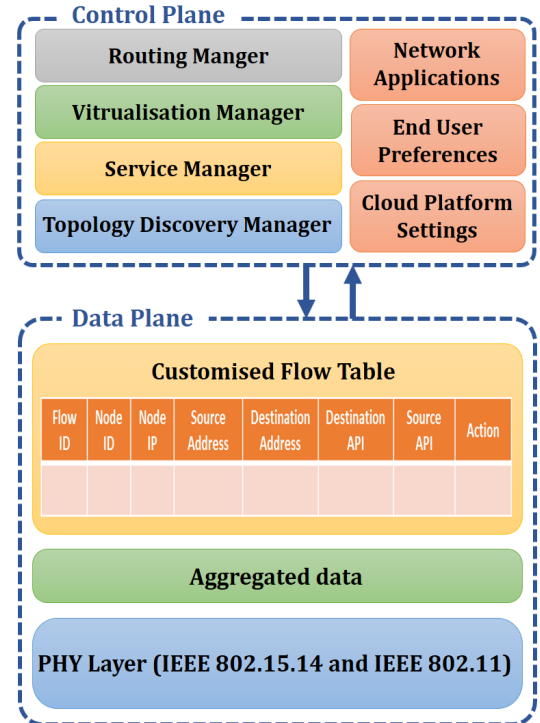 Control Plane
Routing Manger
Vitrualisation Manager
Service Manager
Topology Discovery Manager
Network
Applications
End User
Preferences
Cloud Platform
Settings
Data Plane
Customised Flow Table
Flow
ID
Node
ID
Node
IP
Source
Address
Destination
Address
Destination
API
Source
API
Action
Aggregated data
PHY Layer (IEEE 802.15.14 and IEEE 802.11)